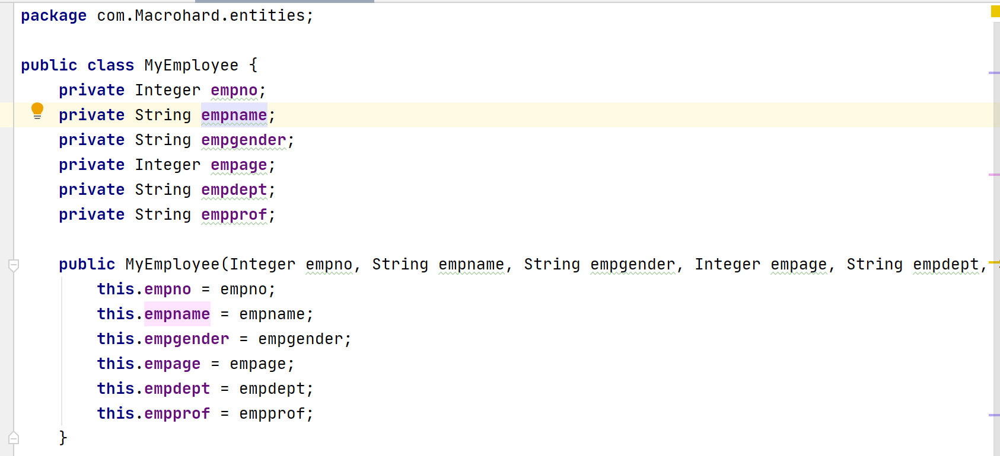 package com.Macrohard.entities;
public class MyEmployee {
private Integer empno;
private String empname;
private String empgender;
private Integer empage;
private String empdept;
private String empprof;
public MyEmployee(Integer empno, String empname, String empgender, Integer empage, String empdept,
this.empno = empno;
this.empname = empname;
this.empgender = empgender;
this.empage = empage;
this.empdept = empdept;
this.empprof = empprof;
}